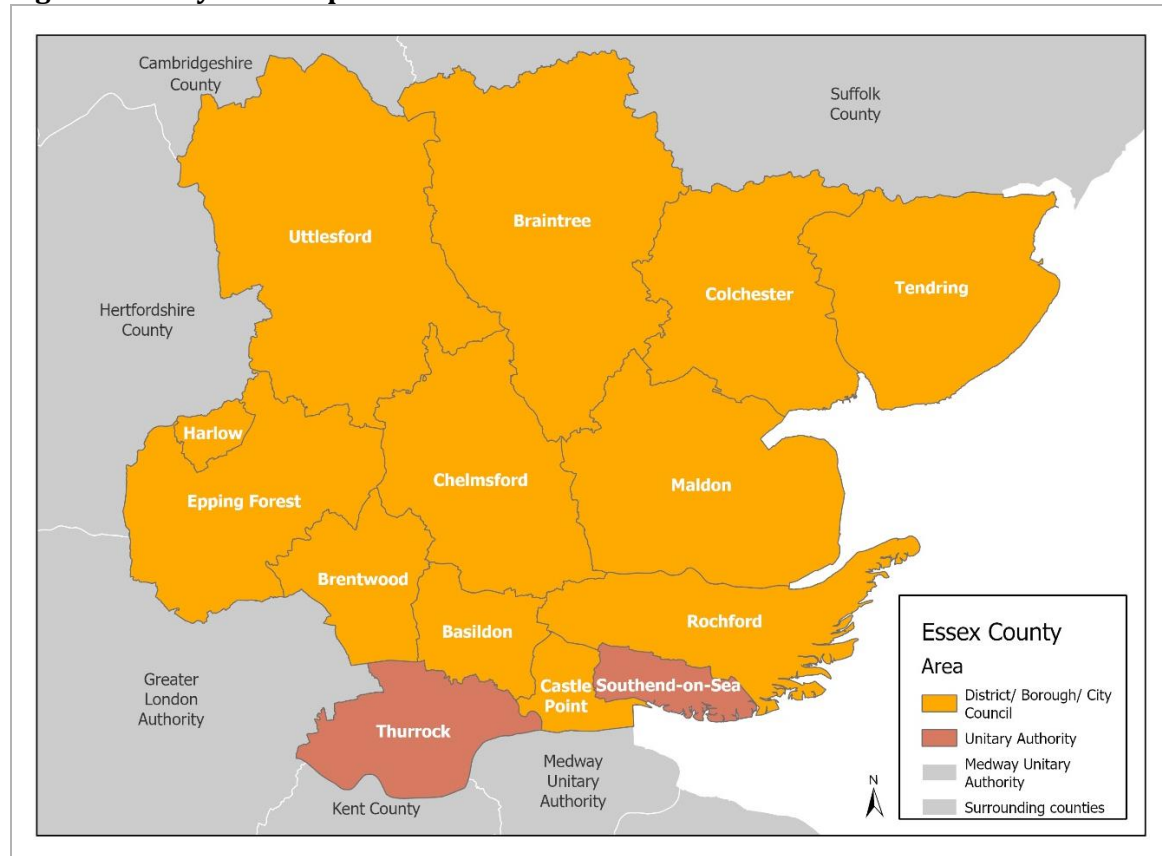 Cambridgeshire
County
Suffolk
County
Uttlesford
Braintree
Colchester
Tendring
Hertfordshire
County
Harlow
Epping Forest
Chelmsford
Maldon
Brentwood
Basildon
Rochford
Castle
Point
Southend-on-Sea
Thurrock
Greater
London
Authority
Medway
Unitary
Authority
Kent County
N
Essex County
Area
District/ Borough/ City
Council
Unitary Authority
Medway Unitary
Authority
Surrounding counties